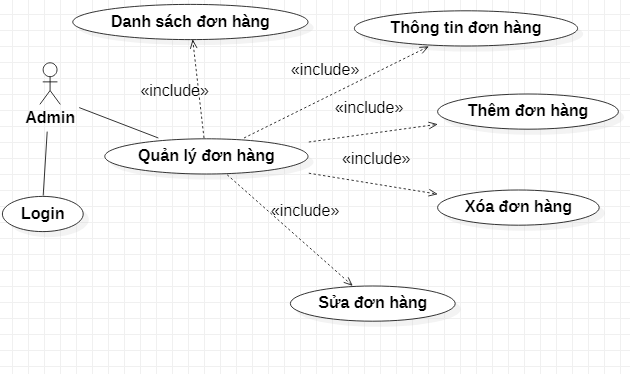 Danh sách đơn hàng
Thông tin đơn hàng
«include»
«include»
«include»
Thêm đơn hàng
Admin
Quản lý đơn hàng
«include»
Login
«include»
Xóa đơn hàng
Sửa đơn hàng